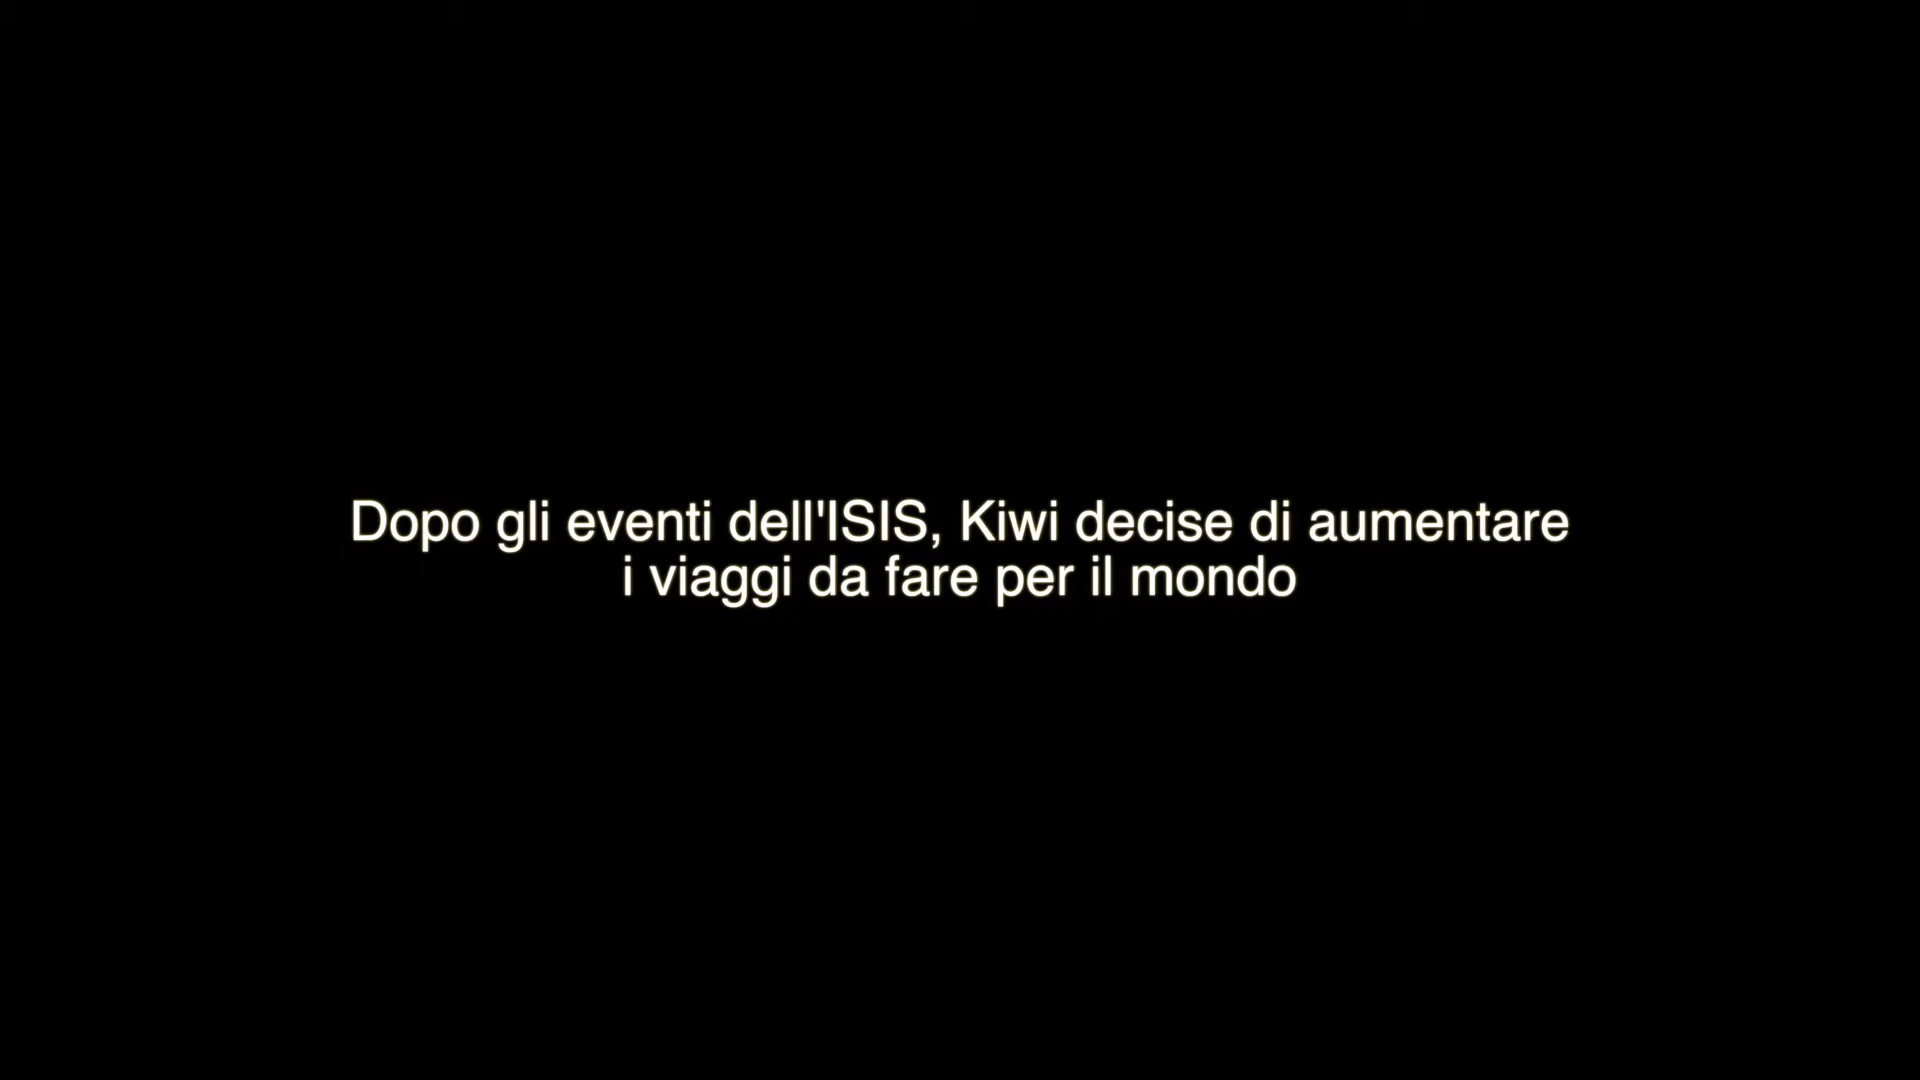 Dopo gli eventi dell'ISIS, Kiwi decise di aumentare
i viaggi da fare per il mondo